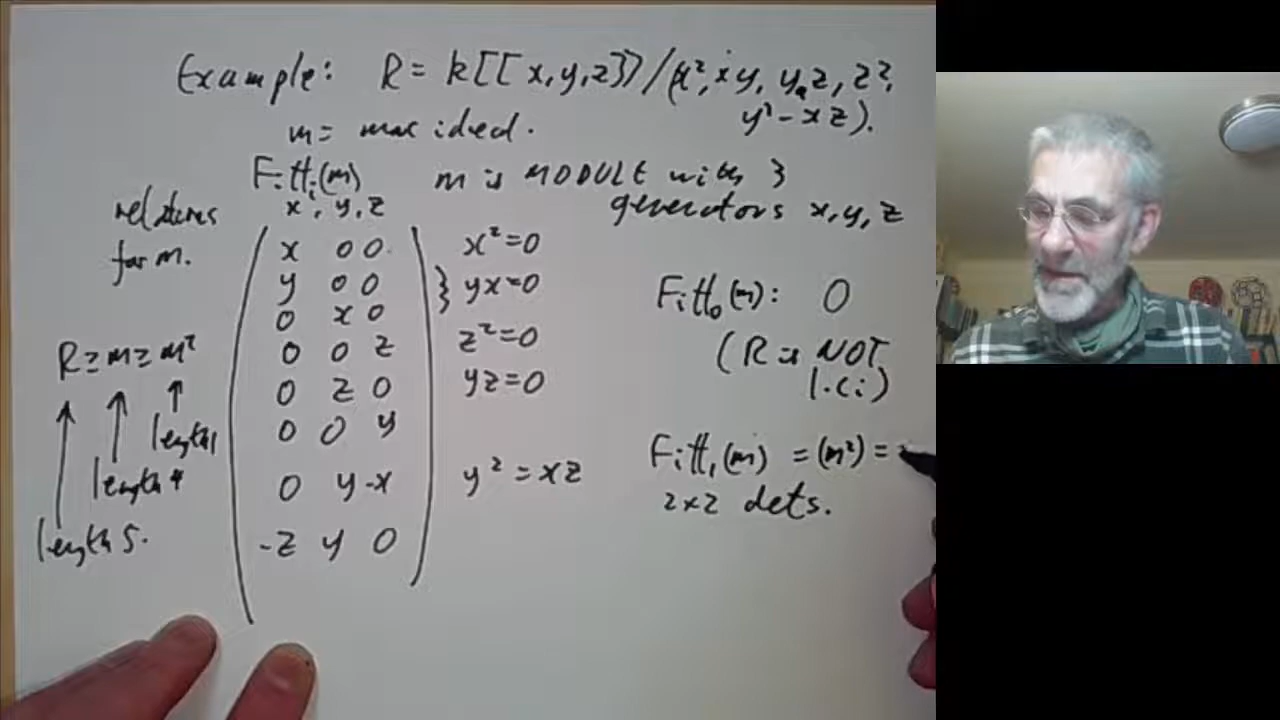 Example: R = k[[x,y,z]]/(x², xy, yz, z²,
y² - xz).
m = max ideal.
Fittᵢ(m) m is MODULE with 3
generators x, y, z
relations
for m.
x, y, z
x 0 0 x² = 0
y 0 0 } yx = 0
0 x 0
0 0 z z² = 0
0 z 0 yz = 0
0 0 y
0 y -x y² = xz
-z y 0
R ≥ m ≥ m²
length 1
length 4
length 5.
Fitt₀(m): 0
(R is NOT
l.c.i)
Fitt₁(m) = (m²) =
2x2 dets.